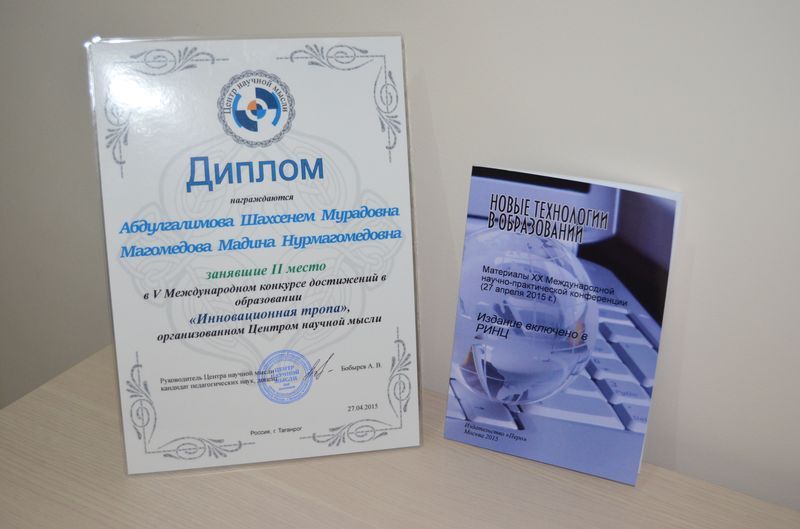 Центр научной мысли
Диплом
награждаются
Абдулгалимова Шахсенем Мурадовна
Магомедова Мадина Нурмагомедовна
занявшие II место
в V Международном конкурсе достижений в
образовании
«Инновационная тропа»,
организованном Центром научной мысли
Руководитель Центра научной мысли
кандидат педагогических наук, доцент
Бобырев А. В.
ЦЕНТР
НАУЧНОЙ
МЫСЛИ
27.04.2015
Россия, г. Таганрог
НОВЫЕ ТЕХНОЛОГИИ
В ОБРАЗОВАНИИ
Материалы XX Международной
научно-практической конференции
(27 апреля 2015 г.)
Издание включено в
РИНЦ
Издательство «Перо»
Москва 2015